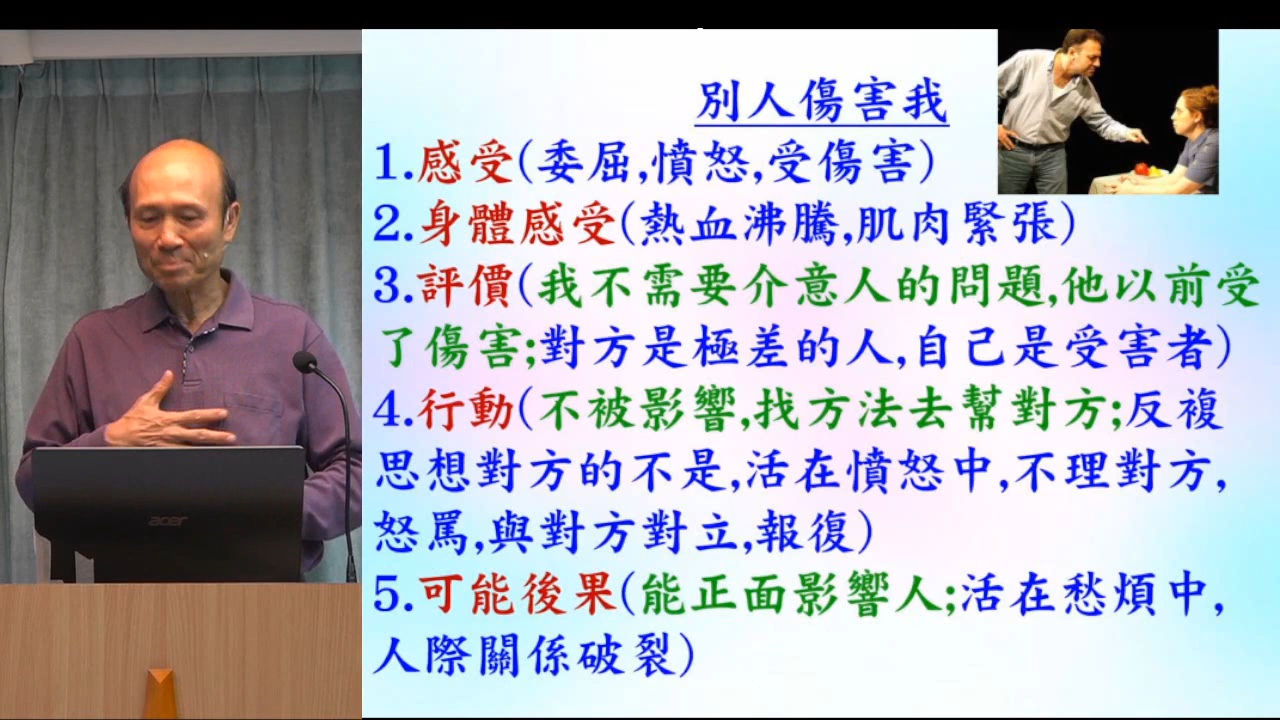 別人傷害我
1.感受(委屈,憤怒,受傷害)
2.身體感受(熱血沸騰,肌肉緊張)
3.評價(我不需要介意人的問題,他以前受
了傷害;對方是極差的人,自己是受害者)
4.行動(不被影響,找方法去幫對方;反複
思想對方的不是,活在憤怒中,不理對方,
怒罵,與對方對立,報復)
5.可能後果(能正面影響人;活在愁煩中,
人際關係破裂)
acer